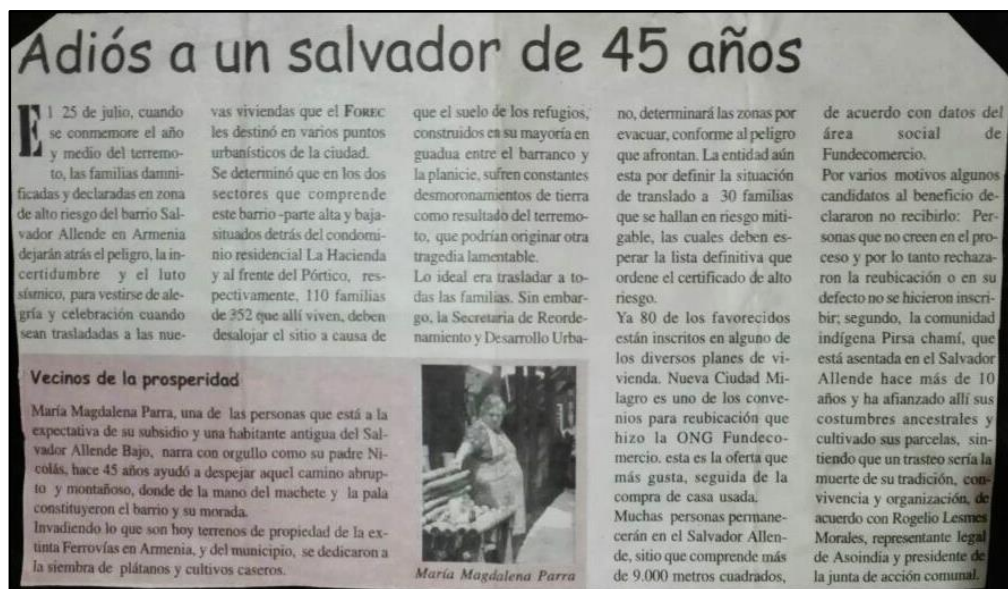 Adiós a un salvador de 45 años
El 25 de julio, cuando
se conmemore el año
y medio del terremo-
to, las familias damni-
ficadas y declaradas en zona
de alto riesgo del barrio Sal-
vador Allende en Armenia
dejarán atrás el peligro, la in-
certidumbre y el luto
sísmico, para vestirse de ale-
gría y celebración cuando
sean trasladadas a las nue-
vas viviendas que el FOREC
les destinó en varios puntos
urbanísticos de la ciudad.
Se determinó que en los dos
sectores que comprende
este barrio -parte alta y baja-
situados detrás del condomi-
nio residencial La Hacienda
y al frente del Pórtico, res-
pectivamente, 110 familias
de 352 que allí viven, deben
desalojar el sitio a causa de
que el suelo de los refugios,
construidos en su mayoría en
guadua entre el barranco y
la planicie, sufren constantes
desmoronamientos de tierra
como resultado del terremo-
to, que podrían originar otra
tragedia lamentable.
Lo ideal era trasladar a to-
das las familias. Sin embar-
go, la Secretaria de Reorde-
namiento y Desarrollo Urba-
no, determinará las zonas por
evacuar, conforme al peligro
que afrontan. La entidad aún
esta por definir la situación
de translado a 30 familias
que se hallan en riesgo miti-
gable, las cuales deben es-
perar la lista definitiva que
ordene el certificado de alto
riesgo.
Ya 80 de los favorecidos
están inscritos en alguno de
los diversos planes de vi-
vienda. Nueva Ciudad Mi-
lagro es uno de los conve-
nios para reubicación que
hizo la ONG Fundeco-
mercio. esta es la oferta que
más gusta, seguida de la
compra de casa usada.
Muchas personas permane-
cerán en el Salvador Allen-
de, sitio que comprende más
de 9.000 metros cuadrados,
de acuerdo con datos del
área social de
Fundecomercio.
Por varios motivos algunos
candidatos al beneficio de-
clararon no recibirlo: Per-
sonas que no creen en el pro-
ceso y por lo tanto rechaza-
ron la reubicación o en su
defecto no se hicieron inscri-
bir; segundo, la comunidad
indígena Pirsa chamí, que
está asentada en el Salvador
Allende hace más de 10
años y ha afianzado allí sus
costumbres ancestrales y
cultivado sus parcelas, sin-
tiendo que un trasteo sería la
muerte de su tradición, con-
vivencia y organización, de
acuerdo con Rogelio Lesmes
Morales, representante legal
de Asoindia y presidente de
la junta de acción comunal.
Vecinos de la prosperidad
María Magdalena Parra, una de las personas que está a la
expectativa de su subsidio y una habitante antigua del Sal-
vador Allende Bajo, narra con orgullo como su padre Ni-
colás, hace 45 años ayudó a despejar aquel camino abrup-
to y montañoso, donde de la mano del machete y la pala
constituyeron el barrio y su morada.
Invadiendo lo que son hoy terrenos de propiedad de la ex-
tinta Ferrovías en Armenia, y del municipio, se dedicaron a
la siembra de plátanos y cultivos caseros.
María Magdalena Parra